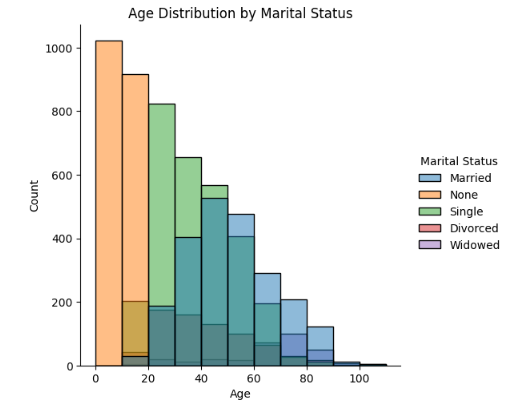 Age Distribution by Marital Status
1000
800
600
400
200
0
Count
0 20 40 60 80 100
Age
Marital Status
Married
None
Single
Divorced
Widowed